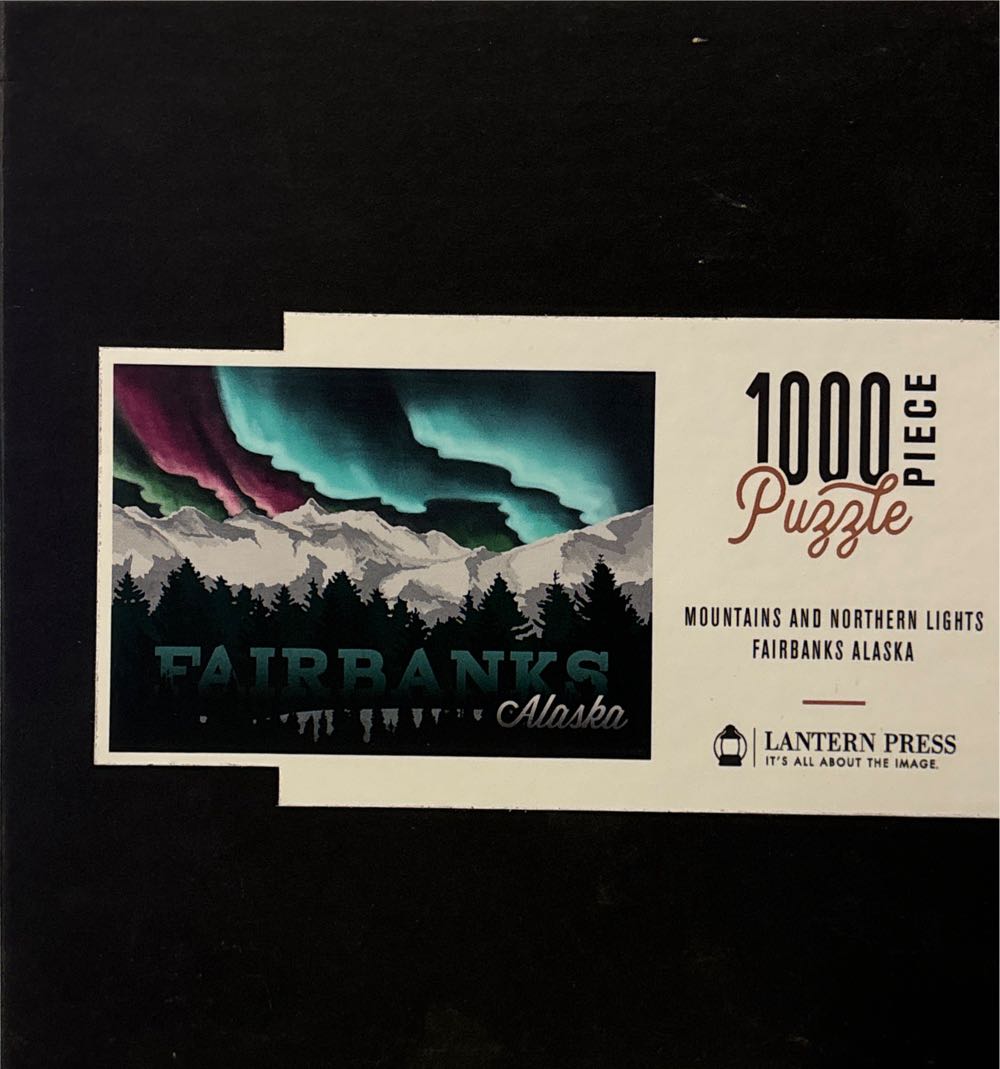 FAIRBANKS
Alaska
1000
PIECE
Puzzle
MOUNTAINS AND NORTHERN LIGHTS
FAIRBANKS ALASKA
LANTERN PRESS
IT'S ALL ABOUT THE IMAGE.